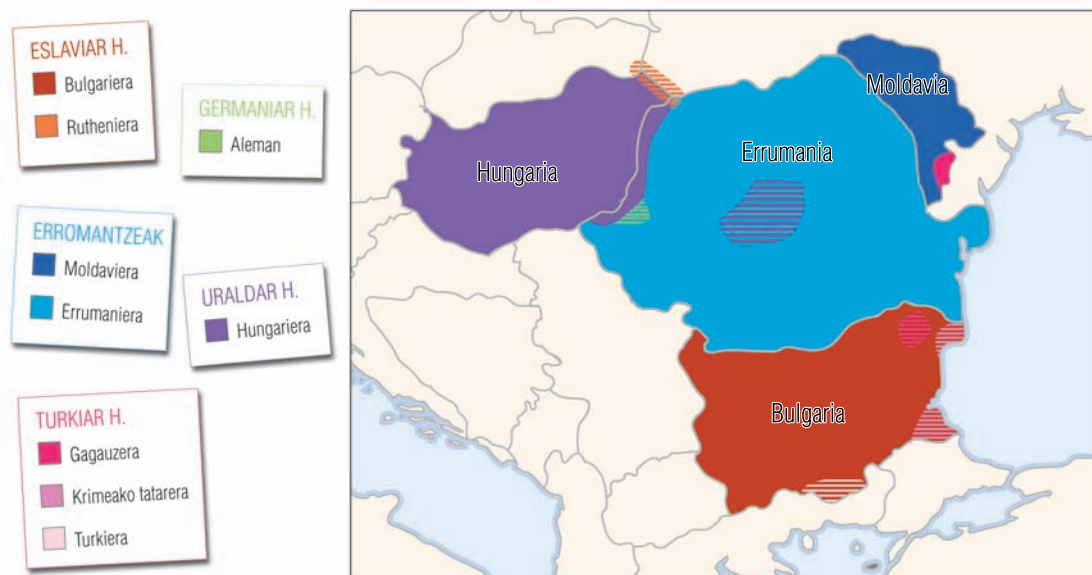 ESLAVIAR H.
Bulgariera
Rutheniera
GERMANIAR H.
Aleman
ERROMANTZEAK
Moldaviera
Errumaniera
URALDAR H.
Hungariera
TURKIAR H.
Gagauzera
Krimeako tatarera
Turkiera
Moldavia
Errumania
Hungaria
Bulgaria